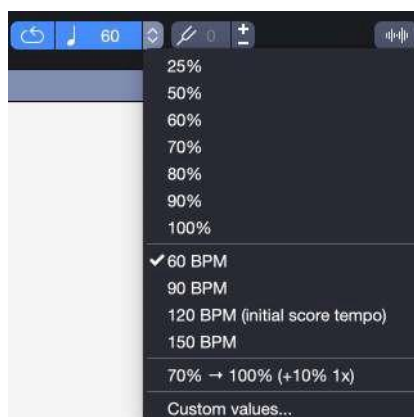 60 0
25%
50%
60%
70%
80%
90%
100%
60 BPM
90 BPM
120 BPM (initial score tempo)
150 BPM
70% → 100% (+10% 1x)
Custom values...